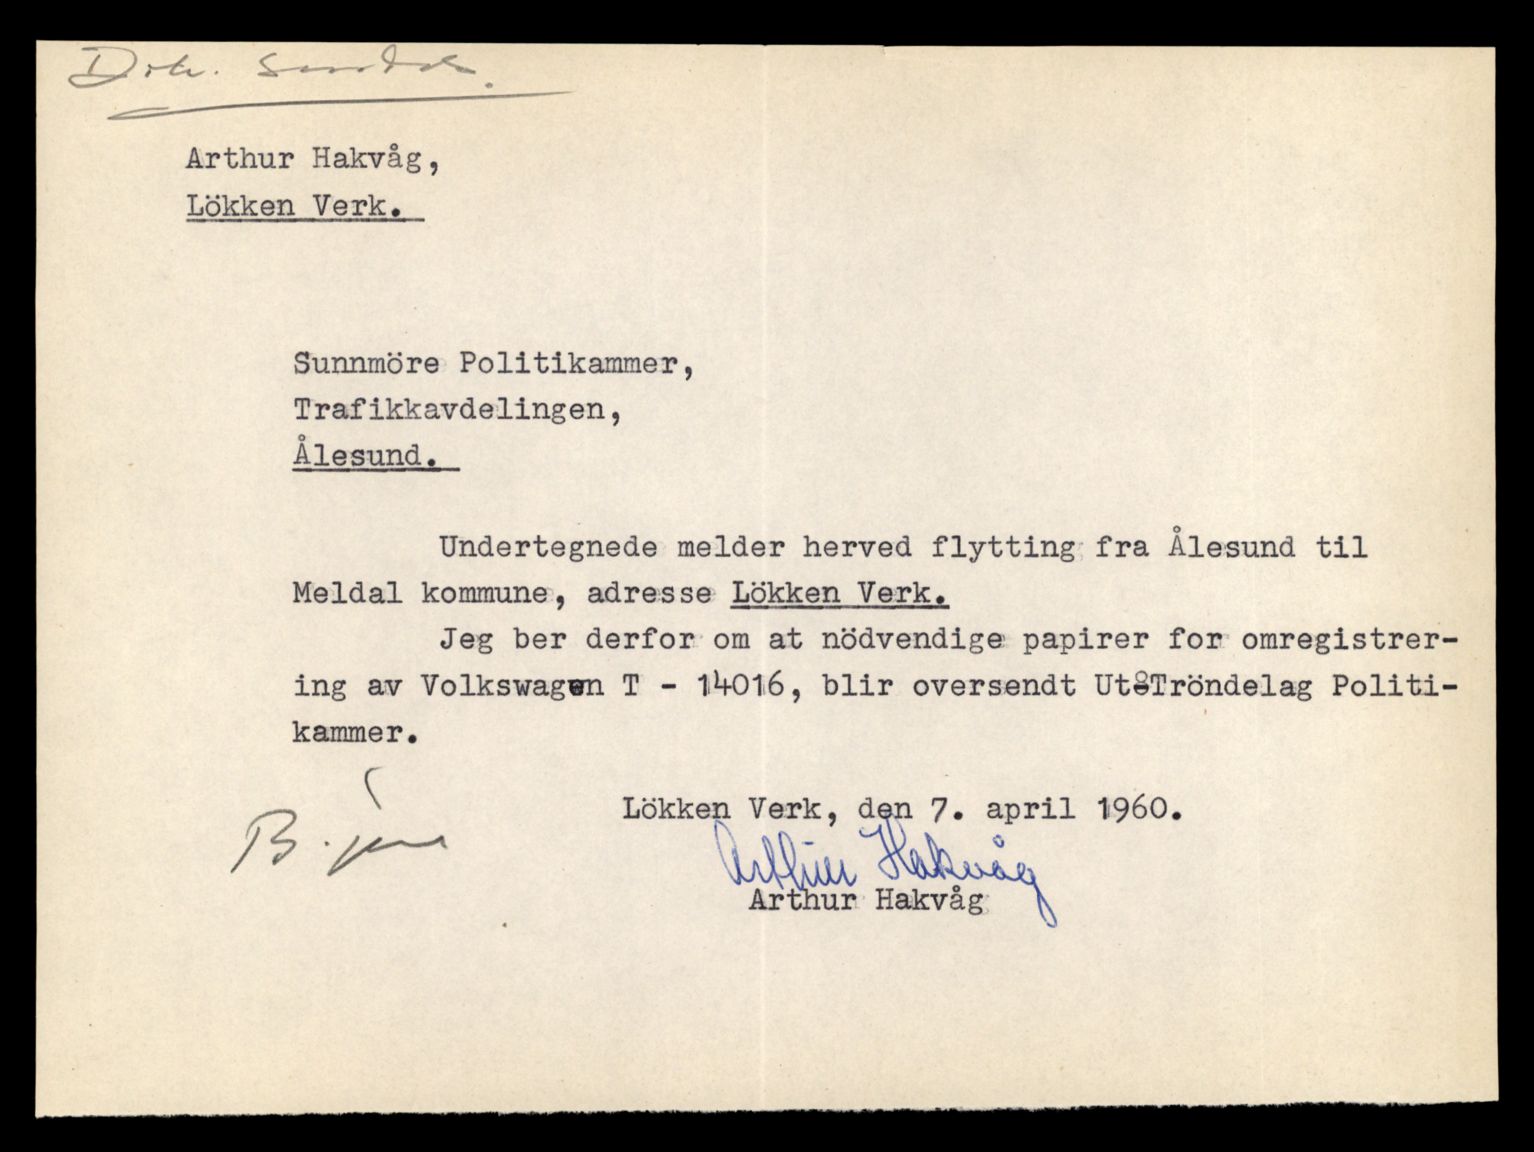 Arthur Hakvåg,
Lökken Verk.
Sunnmöre Politikammer,
Trafikkavdelingen,
Ålesund.
Undertegnede melder herved flytting fra Ålesund til
Meldal kommune, adresse Lökken Verk.
Jeg ber derfor om at nödvendige papirer for omregistrer-
ing av Volkswagen T - 14016, blir oversendt Ut-Tröndelag Politi-
kammer.
Lökken Verk, den 7. april 1960.
Arthur Hakvåg
Arthur Hakvåg